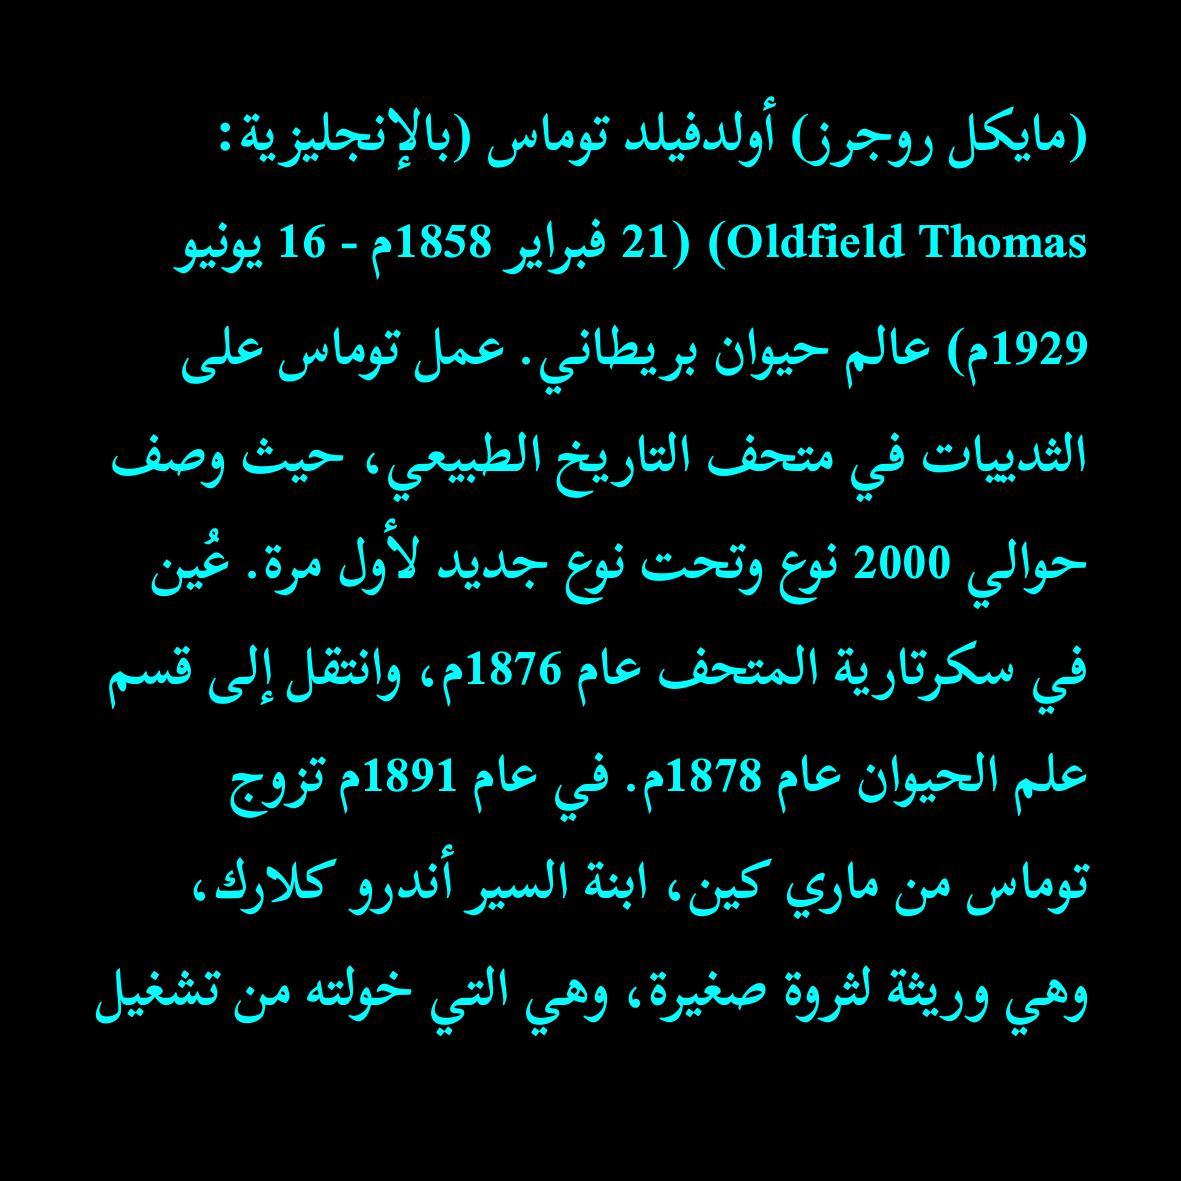 (مايكل روجرز) أولدفيلد توماس (بالإنجليزية:
Oldfield Thomas) (21 فبراير 1858م - 16 يونيو
1929م) عالم حيوان بريطاني. عمل توماس على
الثدييات في متحف التاريخ الطبيعي، حيث وصف
حوالي 2000 نوع وتحت نوع جديد لأول مرة. عُين
في سكرتارية المتحف عام 1876م، وانتقل إلى قسم
علم الحيوان عام 1878م. في عام 1891م تزوج
توماس من ماري كين، ابنة السير أندرو كلارك،
وهي وريثة لثروة صغيرة، وهي التي خولته من تشغيل